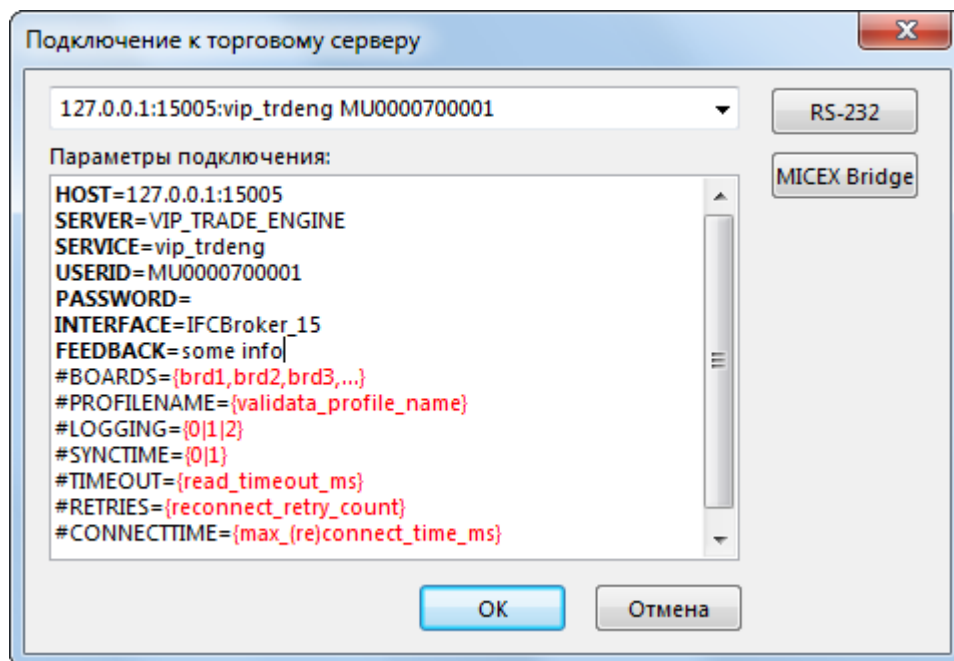 Подключение к торговому серверу
127.0.0.1:15005:vip_trdeng MU0000700001
RS-232
Параметры подключения:
MICEX Bridge
HOST=127.0.0.1:15005
SERVER=VIP_TRADE_ENGINE
SERVICE=vip_trdeng
USERID=MU0000700001
PASSWORD=
INTERFACE=IFCBroker_15
FEEDBACK=some info
#BOARDS={brd1,brd2,brd3,...}
#PROFILENAME={validata_profile_name}
#LOGGING={0|1|2}
#SYNCTIME={0|1}
#TIMEOUT={read_timeout_ms}
#RETRIES={reconnect_retry_count}
#CONNECTTIME={max_(re)connect_time_ms}
OK
Отмена